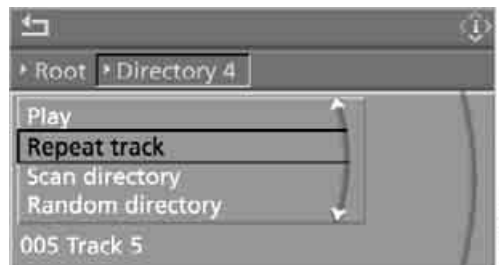 Root Directory 4
Play
Repeat track
Scan directory
Random directory
005 Track 5